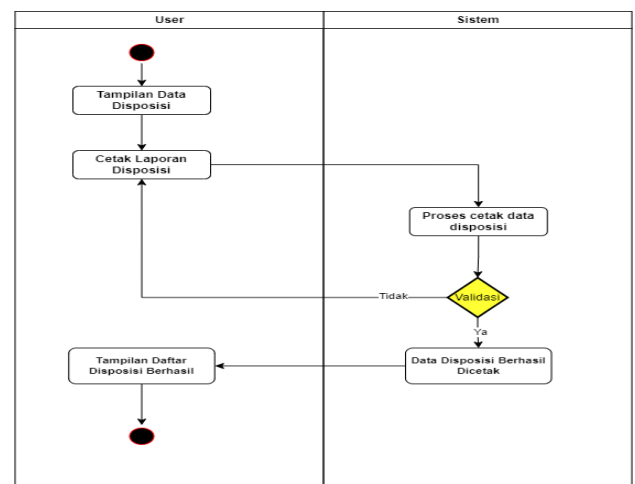 User
Sistem
Tampilan Data
Disposisi
Cetak Laporan
Disposisi
Proses cetak data
disposisi
Tidak
Validasi
Ya
Tampilan Daftar
Disposisi Berhasil
Data Disposisi Berhasil
Dicetak